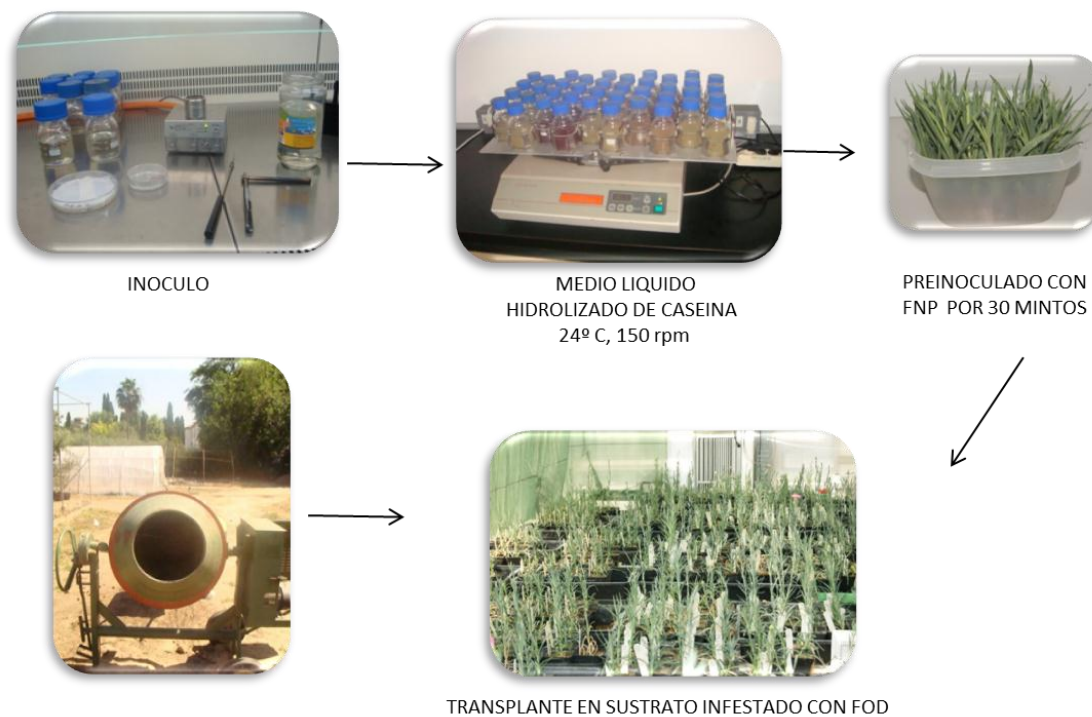 INOCULO
MEDIO LIQUIDO
HIDROLIZADO DE CASEINA
24º C, 150 rpm
PREINOCULADO CON
FNP POR 30 MINTOS
TRANSPLANTE EN SUSTRATO INFESTADO CON FOD